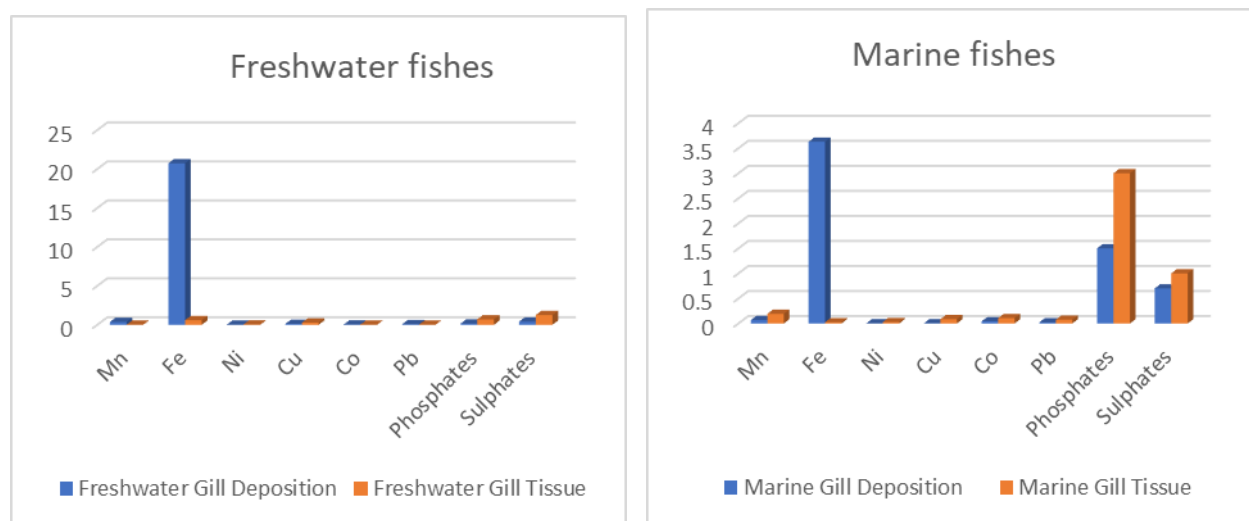 Freshwater fishes
25
20
15
10
5
0
Mn
Fe
Ni
Cu
Co
Pb
Phosphates
Sulphates
Freshwater Gill Deposition
Freshwater Gill Tissue
Marine fishes
4
3.5
3
2.5
2
1.5
1
0.5
0
Mn
Fe
Ni
Cu
Co
Pb
Phosphates
Sulphates
Marine Gill Deposition
Marine Gill Tissue